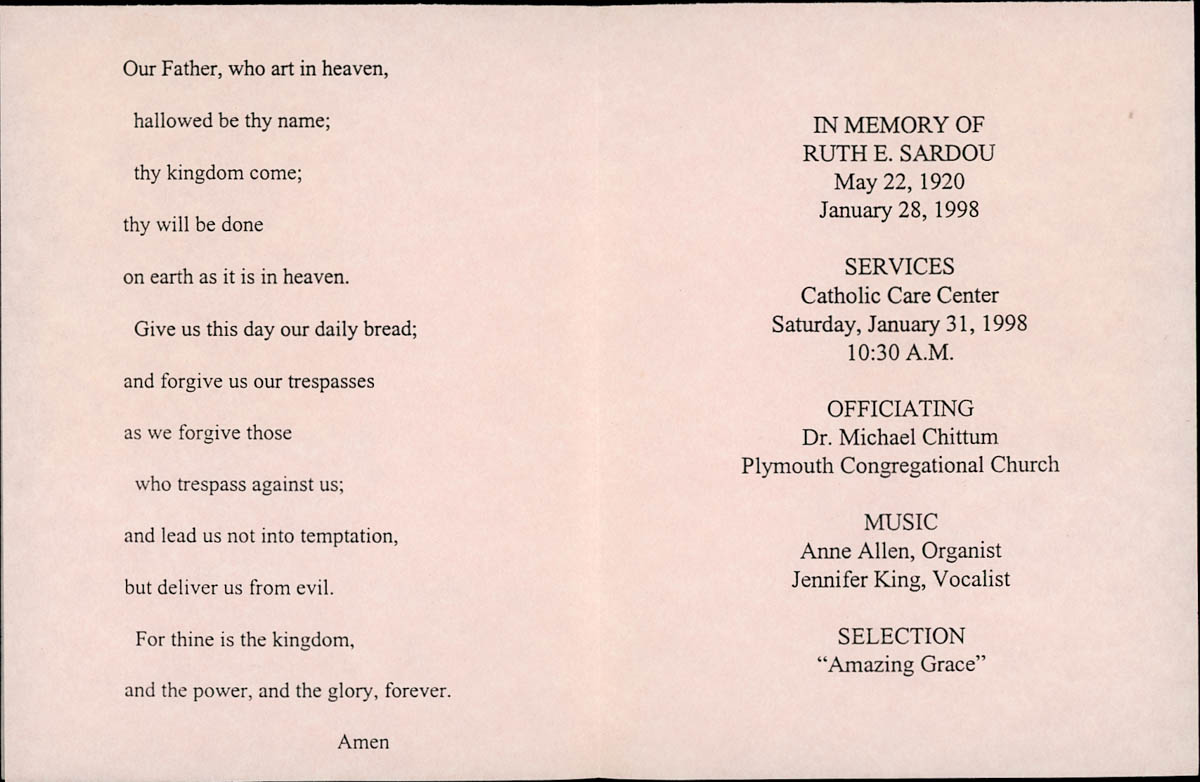 Our Father, who art in heaven,
hallowed be thy name;
thy kingdom come;
thy will be done
on earth as it is in heaven.
Give us this day our daily bread;
and forgive us our trespasses
as we forgive those
who trespass against us;
and lead us not into temptation,
but deliver us from evil.
For thine is the kingdom,
and the power, and the glory, forever.
Amen
IN MEMORY OF
RUTH E. SARDOU
May 22, 1920
January 28, 1998
SERVICES
Catholic Care Center
Saturday, January 31, 1998
10:30 A.M.
OFFICIATING
Dr. Michael Chittum
Plymouth Congregational Church
MUSIC
Anne Allen, Organist
Jennifer King, Vocalist
SELECTION
“Amazing Grace”